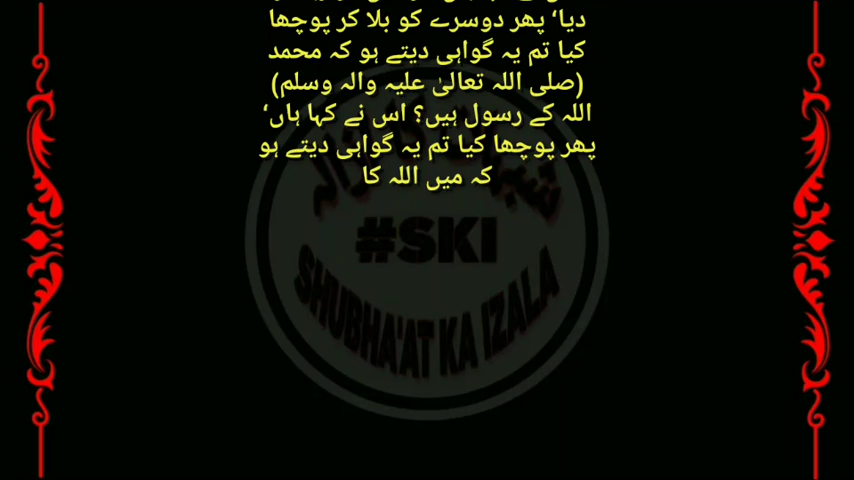 دیا‘ پھر دوسرے کو بلا کر پوچھا
کیا تم یہ گواہی دیتے ہو کہ محمد
(صلی اللہ تعالیٰ علیہ والہ وسلم)
اللہ کے رسول ہیں؟ اس نے کہا ہاں‘
پھر پوچھا کیا تم یہ گواہی دیتے ہو
کہ میں اللہ کا
#SKI
SHUBHA'AT KA IZALA